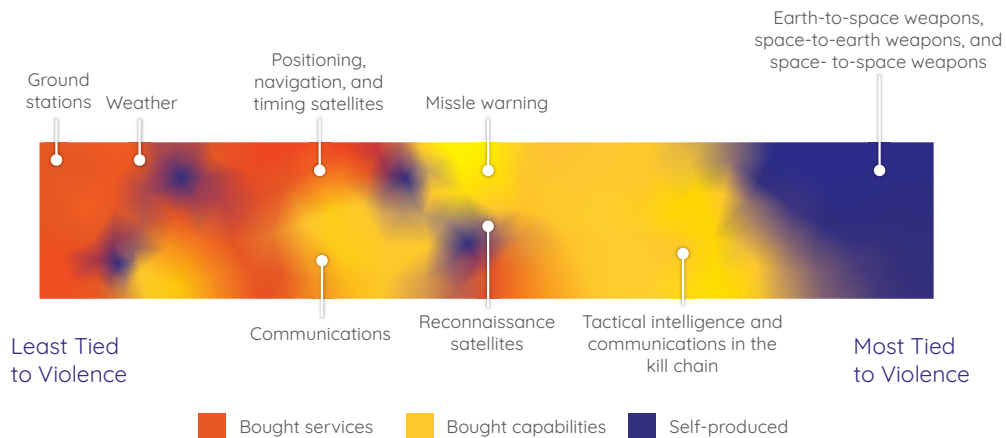 Earth-to-space weapons,
space-to-earth weapons, and
space- to-space weapons
Positioning,
navigation, and
timing satellites
Ground
stations
Weather
Missle warning
Communications
Reconnaissance
satellites
Tactical intelligence and
communications in the
kill chain
Least Tied
to Violence
Most Tied
to Violence
Bought services
Bought capabilities
Self-produced